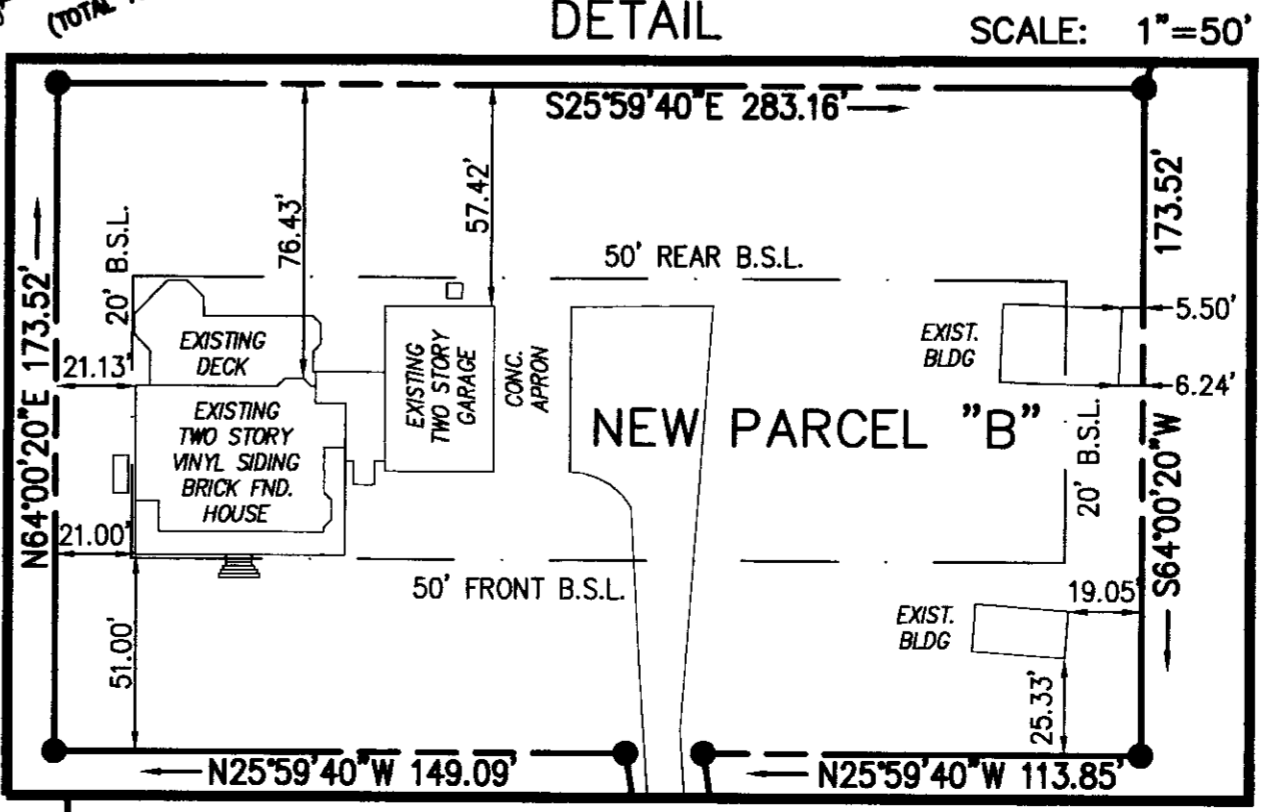 (TOTAL
DETAIL
SCALE: 1"=50'
S25°59'40"E 283.16'
N64°00'20"E 173.52'
20' B.S.L.
76.43'
57.42'
173.52'
50' REAR B.S.L.
5.50'
EXISTING
DECK
21.13'
EXISTING
TWO STORY
GARAGE
CONC.
APRON
EXIST.
BLDG
6.24'
EXISTING
TWO STORY
VINYL SIDING
BRICK FND.
HOUSE
NEW PARCEL "B"
20' B.S.L.
S64°00'20"W
21.00'
50' FRONT B.S.L.
19.05'
EXIST.
BLDG
51.00'
25.33'
N25°59'40"W 149.09'
N25°59'40"W 113.85'